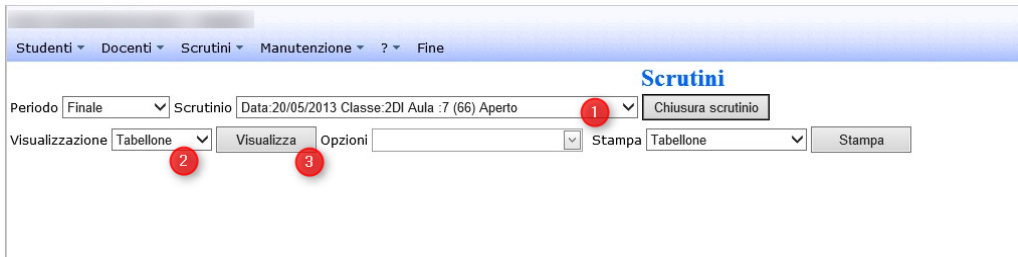 Studenti Docenti Scrutini Manutenzione ? Fine
Scrutini
Periodo Finale Scrutinio Data:20/05/2013 Classe:2DI Aula :7 (66) Aperto 1 Chiusura scrutinio
Visualizzazione Tabellone Visualizza Opzioni Stampa Tabellone Stampa
2 3